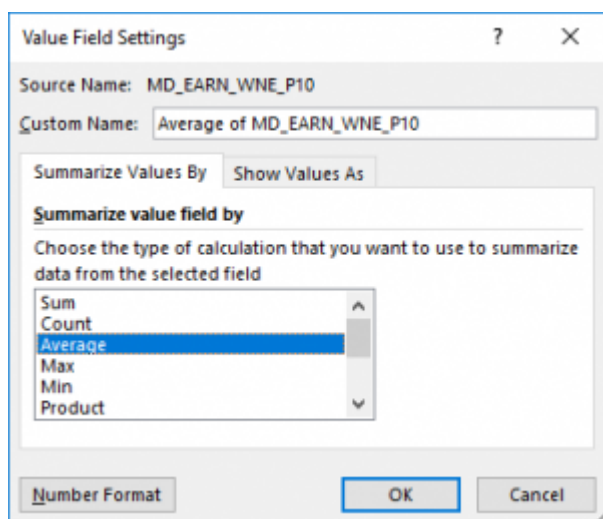 Value Field Settings ?
Source Name: MD_EARN_WNE_P10
Custom Name: Average of MD_EARN_WNE_P10
Summarize Values By Show Values As
Summarize value field by
Choose the type of calculation that you want to use to summarize
data from the selected field
Sum
Count
Average
Max
Min
Product
Number Format OK Cancel